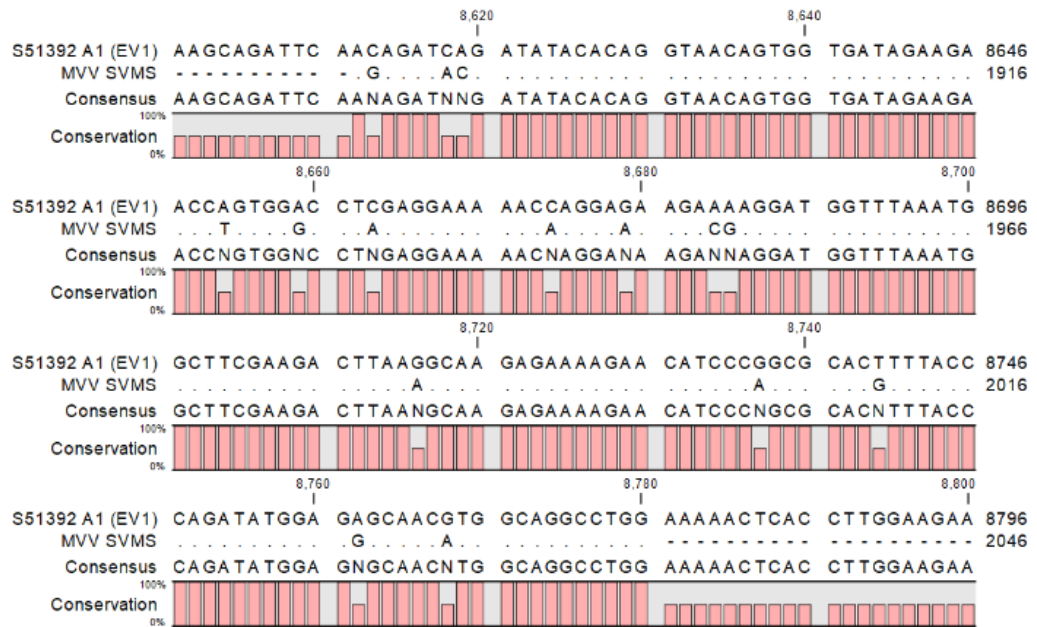 8,620 8,640
S51392 A1 (EV1) AAGCAGATTC AACAGATCAG ATATACACAG GTAACAGTGG TGATAGAAGA 8646
MVV SVMS - - - - - - - - - - - . G . . . . A C . . . . . . . . . . . . . . . . . . . . . . . . . . . . . . . 1916
Consensus AAGCAGATTC AANAGATNNG ATATACACAG GTAACAGTGG TGATAGAAGA
100%
Conservation
0%
8,660 8,680 8,700
S51392 A1 (EV1) ACCAGTGGAC CTCGAGGAAA AACCAGGAGA AGAAAAGGAT GGTTTAAATG 8696
MVV SVMS . . . T . . . . G . . . A . . . . . . . . . . A . . . . A . . . . C G . . . . . . . . . . . . . . . 1966
Consensus ACCNGTGGNC CTNGAGGAAA AACNAGGANA AGANNAGGAT GGTTTAAATG
100%
Conservation
0%
8,720 8,740
S51392 A1 (EV1) GCTTCGAAGA CTTAAGGCAA GAGAAAAGAA CATCCCGGCG CACTTTTACC 8746
MVV SVMS . . . . . . . . . . . . . . . A . . . . . . . . . . . . . . . . . . . . A . . . . . . G . . . . . . 2016
Consensus GCTTCGAAGA CTTAANGCAA GAGAAAAGAA CATCCCNGCG CACNTTTACC
100%
Conservation
0%
8,760 8,780 8,800
S51392 A1 (EV1) CAGATATGGA GAGCAACGTG GCAGGCCTGG AAAAACTCAC CTTGGAAGAA 8796
MVV SVMS . . . . . . . . . . . G . . . . . A . . . . . . . . . . . . - - - - - - - - - - - - - - - - - - - - 2046
Consensus CAGATATGGA GNGCAACNTG GCAGGCCTGG AAAAACTCAC CTTGGAAGAA
100%
Conservation
0%